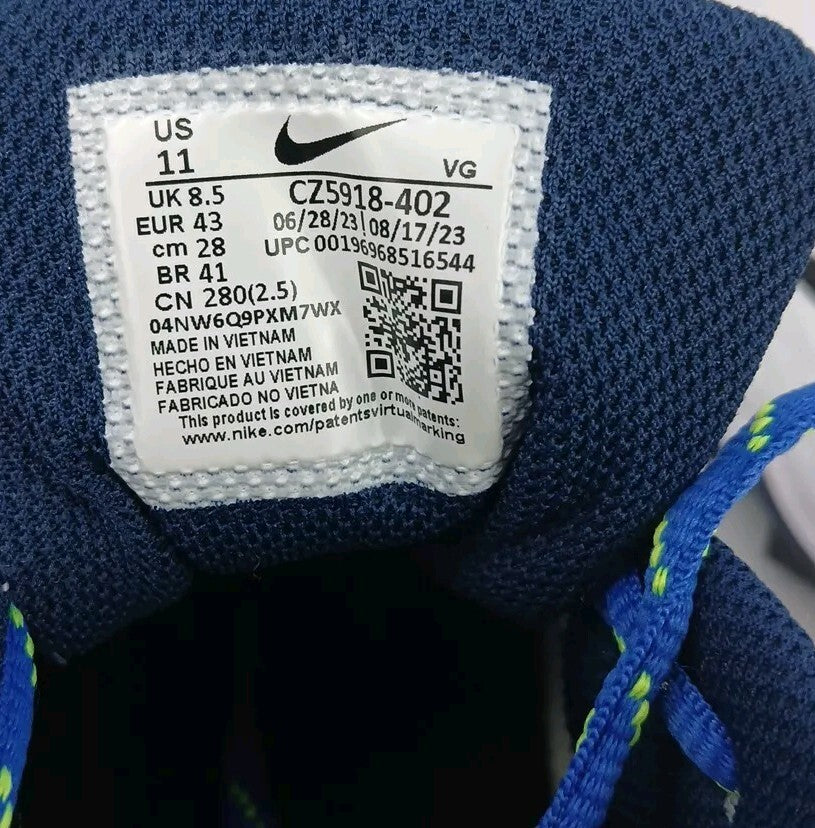 US
11
VG
UK 8.5
CZ5918-402
EUR 43
06/28/23|08/17/23
cm 28
UPC 00196968516544
BR 41
CN 280(2.5)
04NW6Q9PXM7WX
MADE IN VIETNAM
HECHO EN VIETNAM
FABRIQUE AU VIETNAM
FABRICADO NO VIETNA
This product is covered by one or more patents:
www.nike.com/patentsvirtualmarking